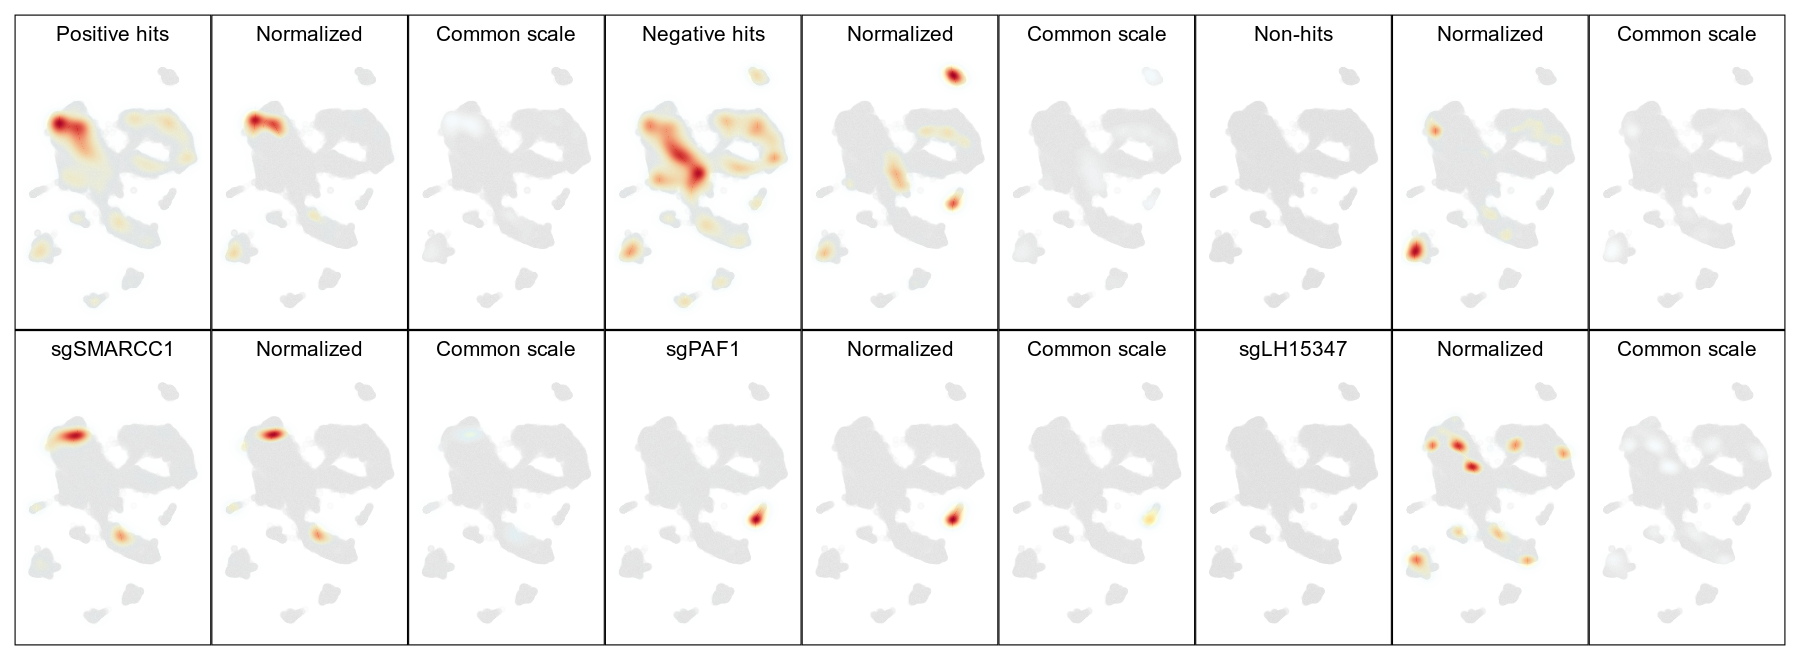 Positive hits Normalized Common scale Negative hits Normalized Common scale Non-hits Normalized Common scale
sgSMARCC1 Normalized Common scale sgPAF1 Normalized Common scale sgLH15347 Normalized Common scale